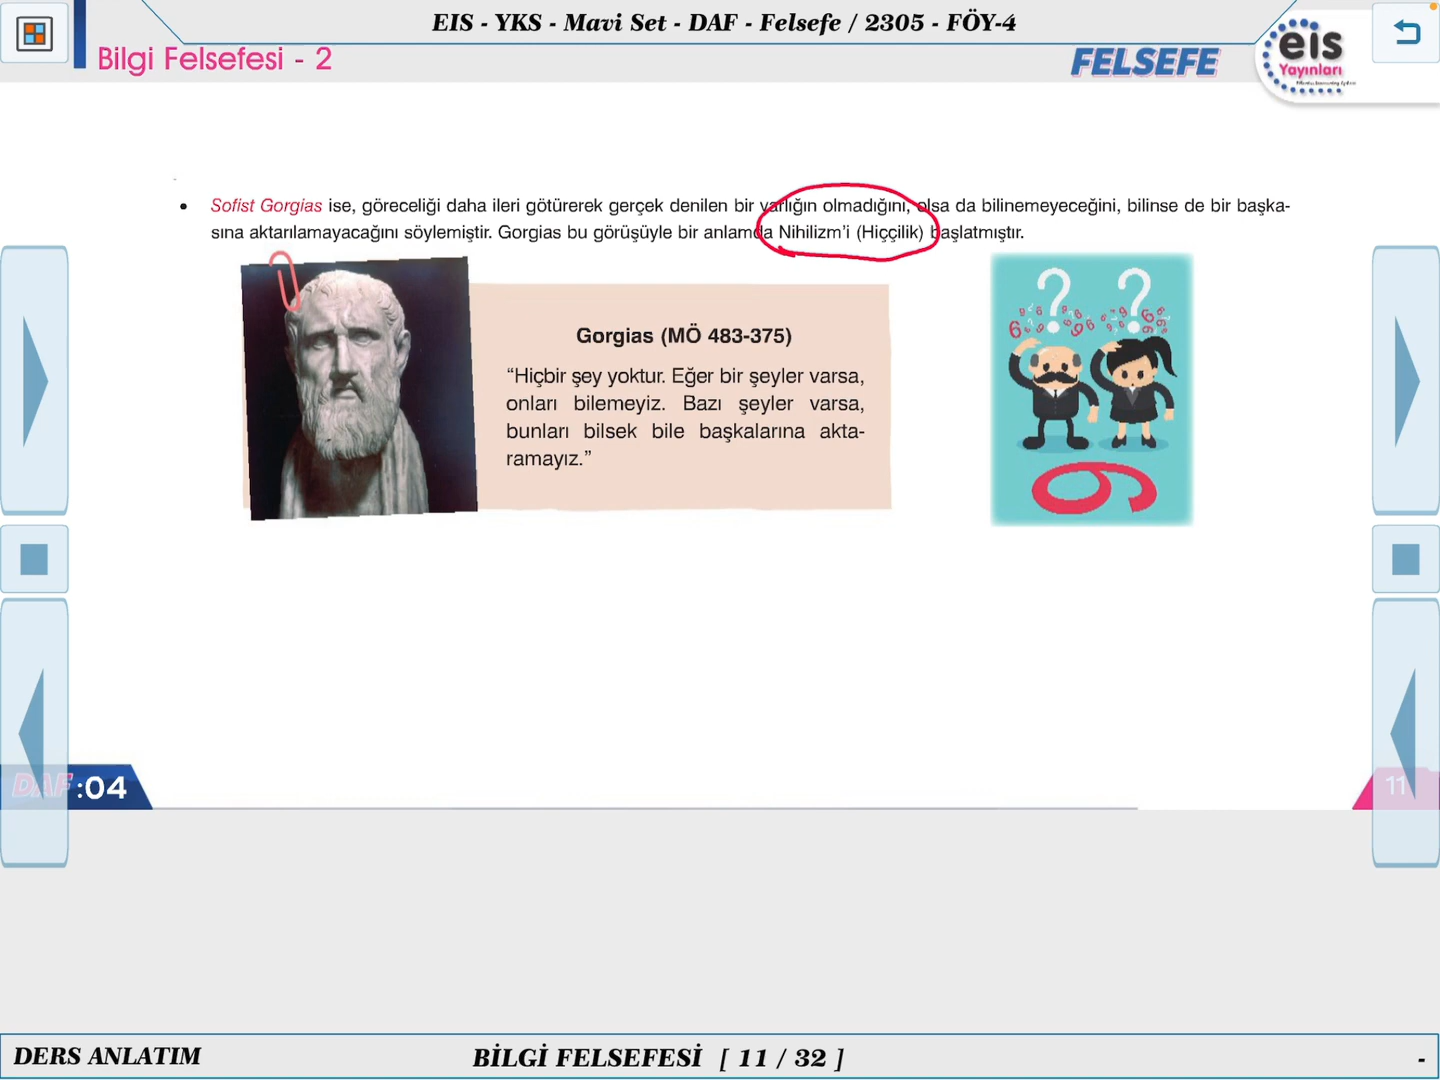 EIS - YKS - Mavi Set - DAF - Felsefe / 2305 - FÖY-4
Bilgi Felsefesi - 2
FELSEFE
eis
Yayınları
• Sofist Gorgias ise, göreceliği daha ileri götürerek gerçek denilen bir varlığın olmadığını, olsa da bilinemeyeceğini, bilinse de bir başka-
sına aktarılamayacağını söylemiştir. Gorgias bu görüşüyle bir anlamda Nihilizm’i (Hiççilik) başlatmıştır.
Gorgias (MÖ 483-375)
“Hiçbir şey yoktur. Eğer bir şeyler varsa,
onları bilemeyiz. Bazı şeyler varsa,
bunları bilsek bile başkalarına akta-
ramayız.”
DAF :04
11
DERS ANLATIM
BİLGİ FELSEFESİ [ 11 / 32 ]
-